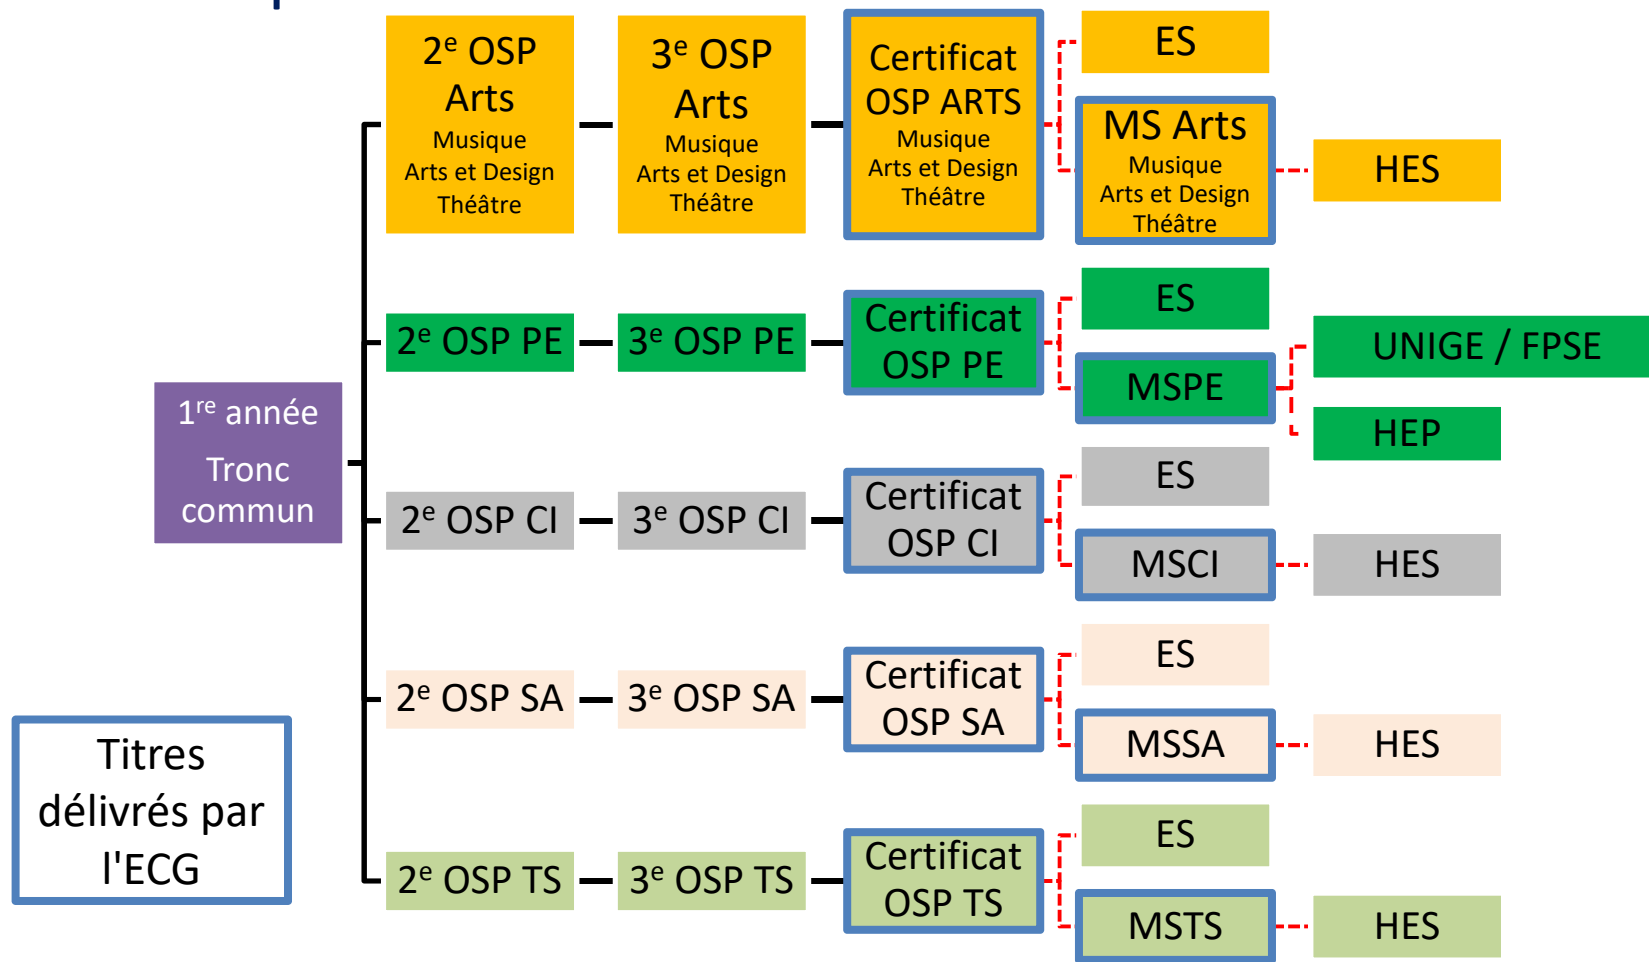 2e OSP
Arts
Musique
Arts et Design
Théâtre
3e OSP
Arts
Musique
Arts et Design
Théâtre
Certificat
OSP ARTS
Musique
Arts et Design
Théâtre
ES
MS Arts
Musique
Arts et Design
Théâtre
HES
2e OSP PE
3e OSP PE
Certificat
OSP PE
ES
MSPE
UNIGE / FPSE
HEP
1re année
Tronc
commun
2e OSP CI
3e OSP CI
Certificat
OSP CI
ES
MSCI
HES
2e OSP SA
3e OSP SA
Certificat
OSP SA
ES
MSSA
HES
Titres
délivrés par
l'ECG
2e OSP TS
3e OSP TS
Certificat
OSP TS
ES
MSTS
HES